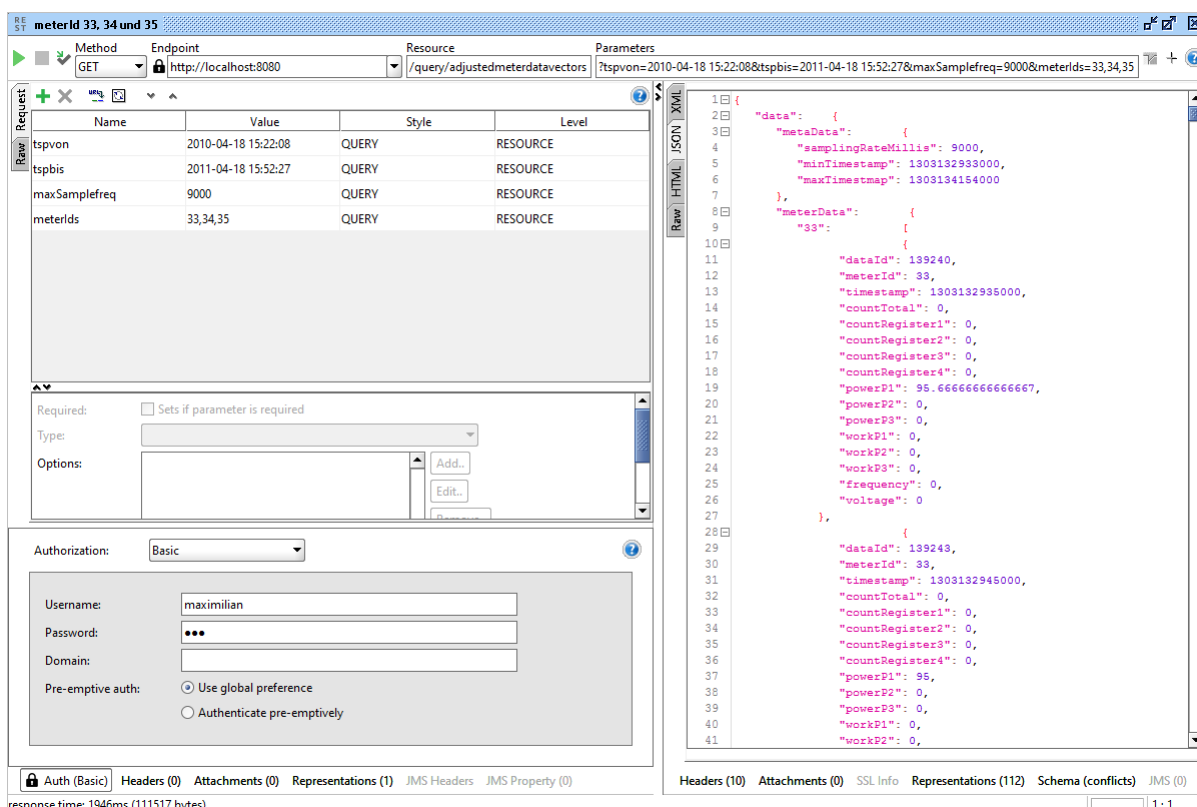 RE
ST meterId 33, 34 und 35
Method Endpoint Resource Parameters
GET http://localhost:8080 /query/adjustedmeterdatavectors ?tspvon=2010-04-18 15:22:08&tspbis=2011-04-18 15:52:27&maxSamplefreq=9000&meterIds=33,34,35
Request
Raw
Name Value Style Level
tspvon 2010-04-18 15:22:08 QUERY RESOURCE
tspbis 2011-04-18 15:52:27 QUERY RESOURCE
maxSamplefreq 9000 QUERY RESOURCE
meterIds 33,34,35 QUERY RESOURCE
Required: Sets if parameter is required
Type:
Options: Add..
Edit..
Authorization: Basic
Username: maximilian
Password: •••
Domain:
Pre-emptive auth: Use global preference
Authenticate pre-emptively
Auth (Basic) Headers (0) Attachments (0) Representations (1) JMS Headers JMS Property (0)
response time: 1946ms (111517 bytes)
XML
JSON
HTML
Raw
1 {
2 "data": {
3 "metaData": {
4 "samplingRateMillis": 9000,
5 "minTimestamp": 1303132933000,
6 "maxTimestmap": 1303134154000
7 },
8 "meterData": {
9 "33": [
10 {
11 "dataId": 139240,
12 "meterId": 33,
13 "timestamp": 1303132935000,
14 "countTotal": 0,
15 "countRegister1": 0,
16 "countRegister2": 0,
17 "countRegister3": 0,
18 "countRegister4": 0,
19 "powerP1": 95.66666666666667,
20 "powerP2": 0,
21 "powerP3": 0,
22 "workP1": 0,
23 "workP2": 0,
24 "workP3": 0,
25 "frequency": 0,
26 "voltage": 0
27 },
28 {
29 "dataId": 139243,
30 "meterId": 33,
31 "timestamp": 1303132945000,
32 "countTotal": 0,
33 "countRegister1": 0,
34 "countRegister2": 0,
35 "countRegister3": 0,
36 "countRegister4": 0,
37 "powerP1": 95,
38 "powerP2": 0,
39 "powerP3": 0,
40 "workP1": 0,
41 "workP2": 0,
Headers (10) Attachments (0) SSL Info Representations (112) Schema (conflicts) JMS (0)
1 : 1